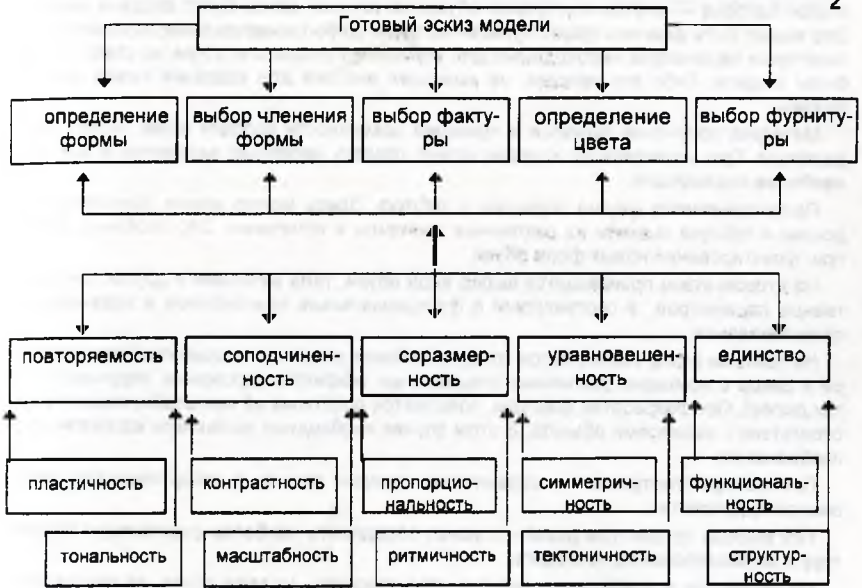 2
Готовый эскиз модели
определение
формы
выбор членения
формы
выбор факту-
ры
определение
цвета
выбор фурниту-
ры
повторяемость
соподчинен-
ность
соразмер-
ность
уравновешен-
ность
единство
пластичность
контрастность
пропорцио-
нальность
симметрич-
ность
функциональ-
ность
тональность
масштабность
ритмичность
тектоничность
структур-
ность